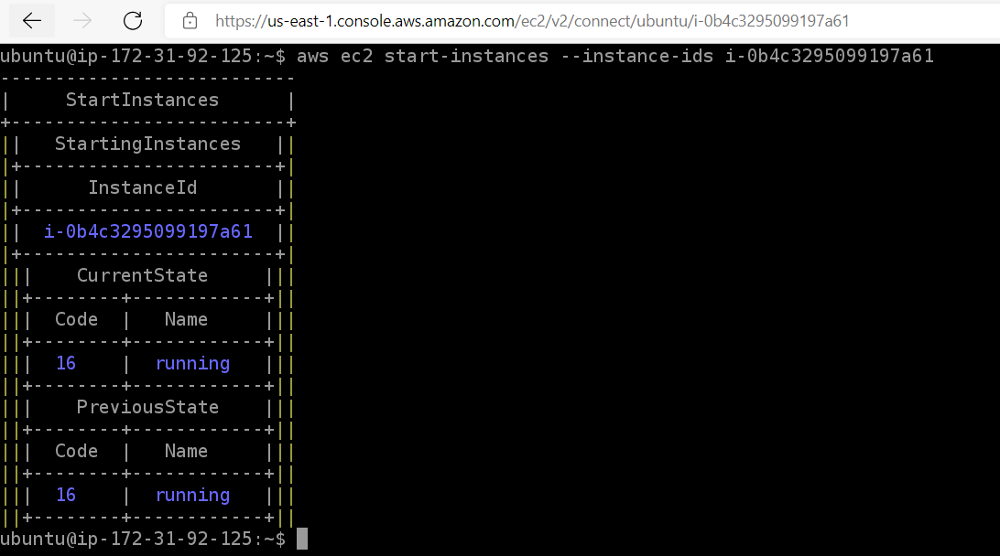 https://us-east-1.console.aws.amazon.com/ec2/v2/connect/ubuntu/i-0b4c3295099197a61
ubuntu@ip-172-31-92-125:~$ aws ec2 start-instances --instance-ids i-0b4c3295099197a61
---------------------------
|     StartInstances      |
+-------------------------+
||   StartingInstances   ||
|+-----------------------+|
||      InstanceId       ||
|+-----------------------+|
||  i-0b4c3295099197a61  ||
|+-----------------------+|
|||    CurrentState     |||
||+--------+------------+||
|||  Code  |   Name     |||
||+--------+------------+||
|||  16    |  running   |||
||+--------+------------+||
|||    PreviousState    |||
||+--------+------------+||
|||  Code  |   Name     |||
||+--------+------------+||
|||  16    |  running   |||
||+--------+------------+||
ubuntu@ip-172-31-92-125:~$